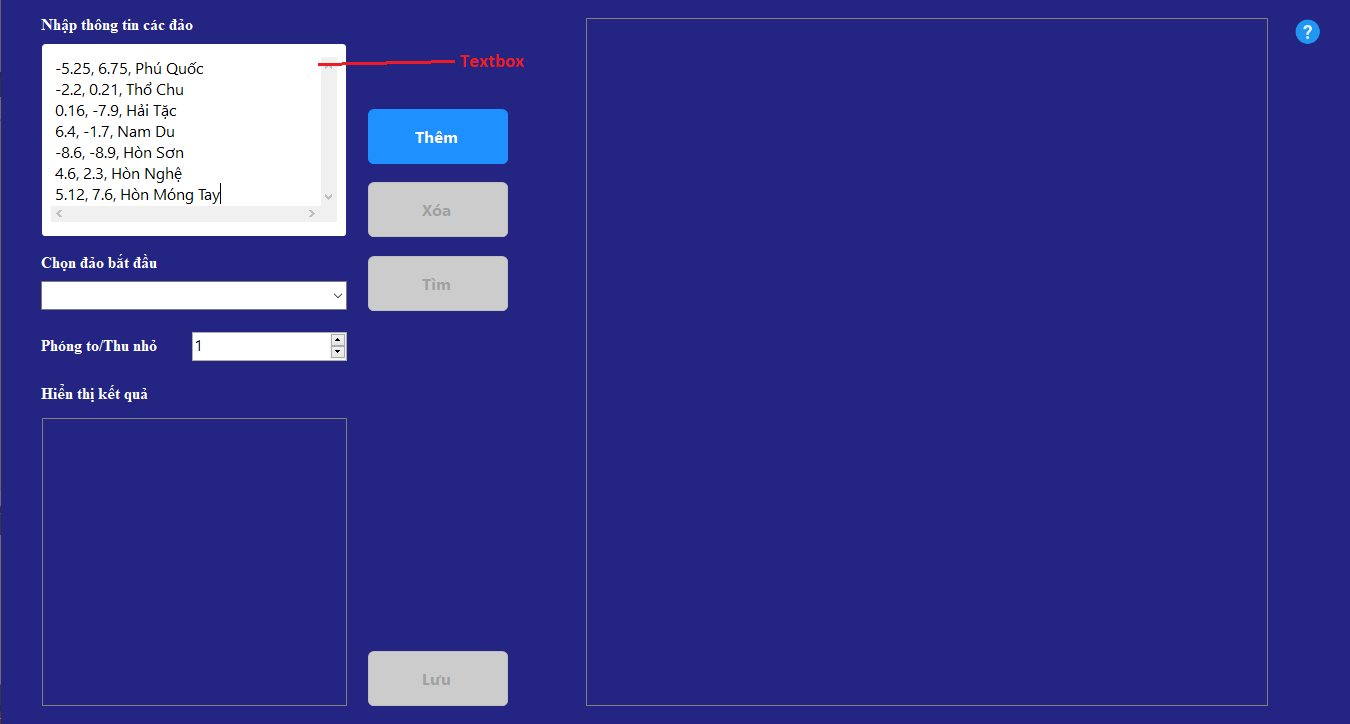 Nhập thông tin các đảo
-5.25, 6.75, Phú Quốc
-2.2, 0.21, Thổ Chu
0.16, -7.9, Hải Tặc
6.4, -1.7, Nam Du
-8.6, -8.9, Hòn Sơn
4.6, 2.3, Hòn Nghệ
5.12, 7.6, Hòn Móng Tay
Textbox
Thêm
Xóa
Tìm
Chọn đảo bắt đầu
Phóng to/Thu nhỏ
1
Hiển thị kết quả
Lưu
?